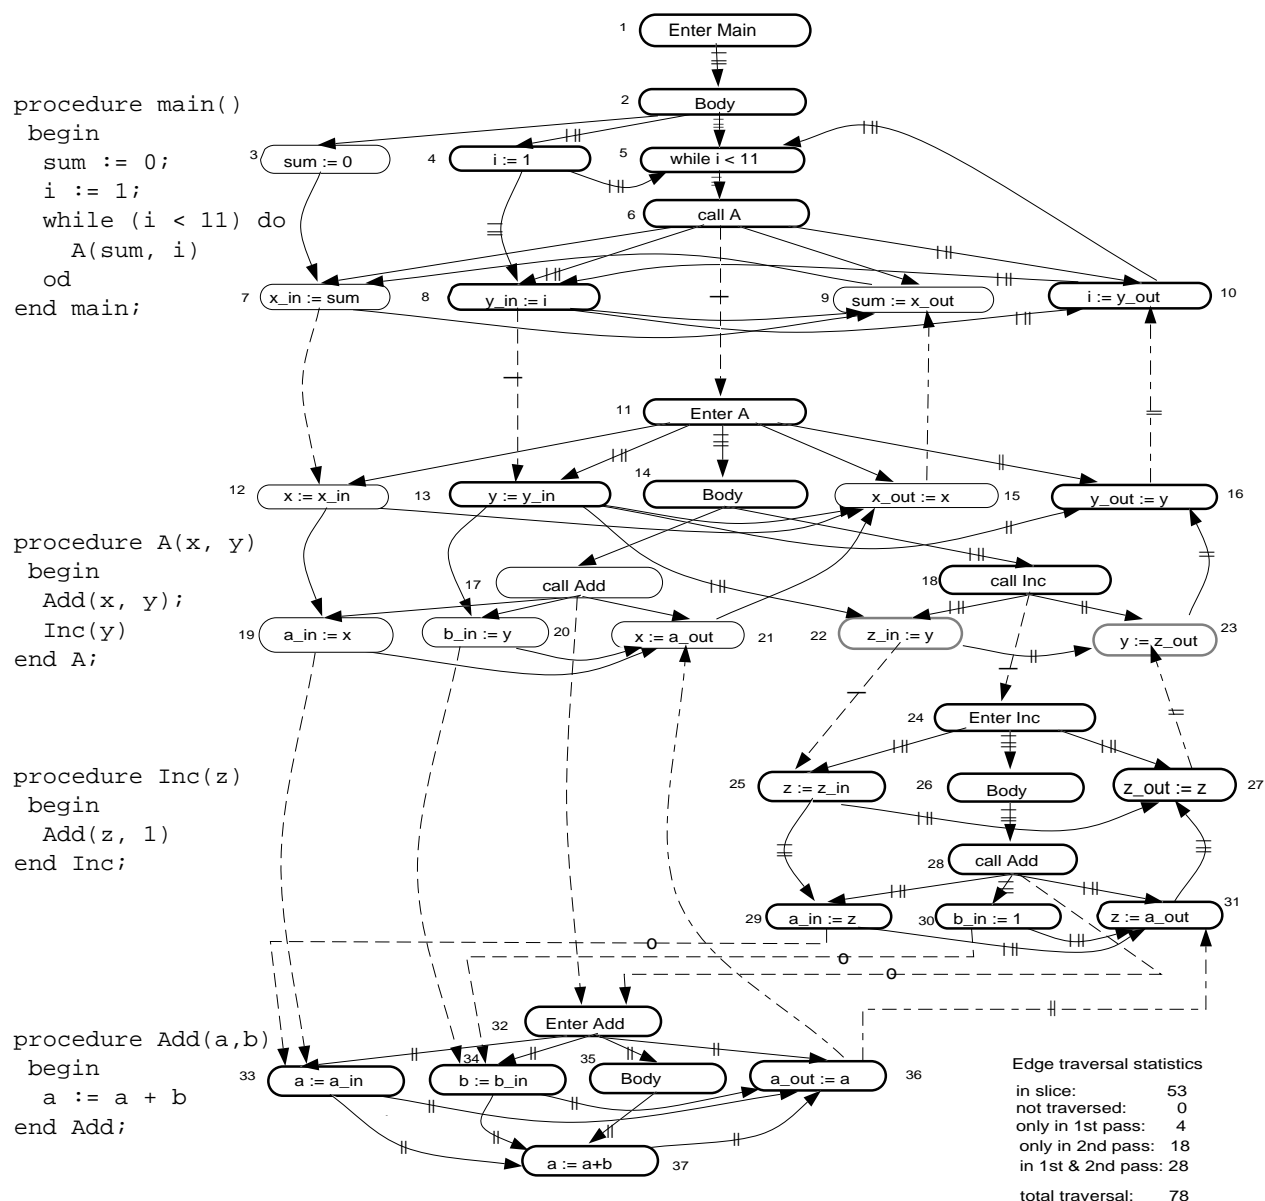 1 Enter Main
procedure main()
2 Body
begin
3 sum := 0 4 i := 1 5 while i < 11
sum := 0;
i := 1;
6 call A
while (i < 11) do
A(sum, i)
od
7 x_in := sum 8 y_in := i 9 sum := x_out i := y_out 10
end main;
11 Enter A
12 x := x_in 13 y := y_in 14 Body x_out := x 15 y_out := y 16
procedure A(x, y)
begin
17 call Add 18 call Inc
Add(x, y);
Inc(y)
19 a_in := x b_in := y 20 x := a_out 21 22 z_in := y y := z_out 23
end A;
24 Enter Inc
procedure Inc(z)
25 z := z_in 26 Body z_out := z 27
begin
Add(z, 1)
end Inc;
28 call Add
29 a_in := z 30 b_in := 1 z := a_out 31
o
o
o
32 Enter Add
procedure Add(a,b)
33 a := a_in 34 b := b_in 35 Body a_out := a 36
begin
a := a + b
end Add;
a := a+b 37
Edge traversal statistics
in slice: 53
not traversed: 0
only in 1st pass: 4
only in 2nd pass: 18
in 1st & 2nd pass: 28
total traversal: 78